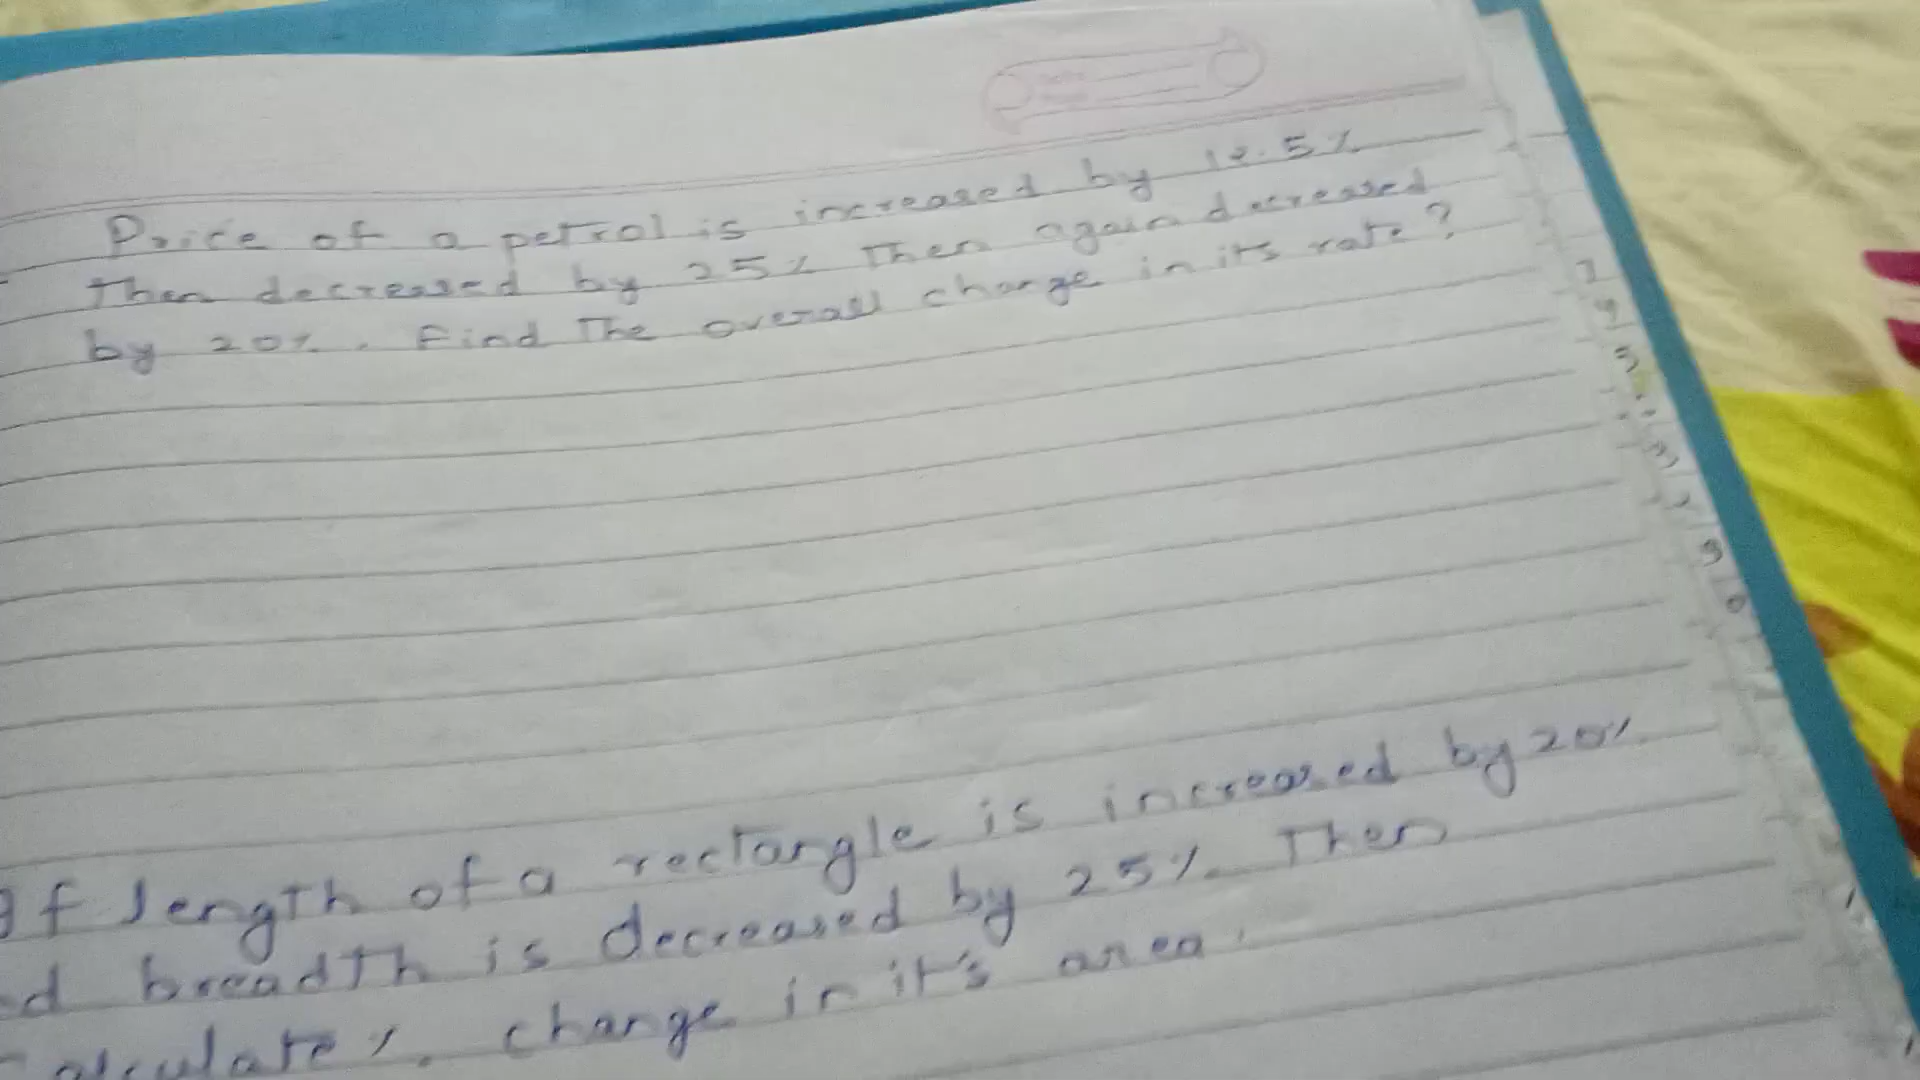 Price of a petrol is increased by 12.5%
Then decreased by 25% Then again decreased
by 20%. Find The overall change in its rate?
If length of a rectangle is increased by 20%
breadth is decreased by 25%. Then
calculate %. change in it's area.